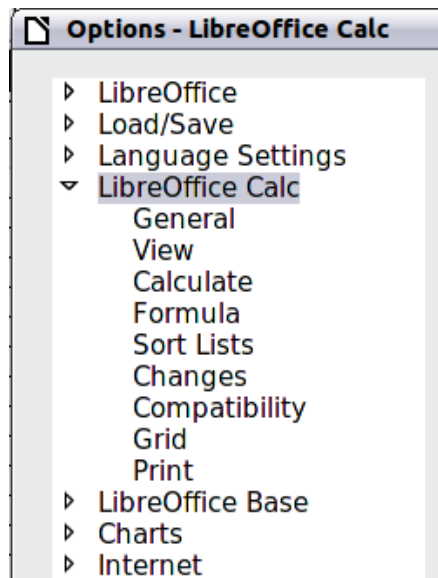 Options - LibreOffice Calc
LibreOffice
Load/Save
Language Settings
LibreOffice Calc
General
View
Calculate
Formula
Sort Lists
Changes
Compatibility
Grid
Print
LibreOffice Base
Charts
Internet